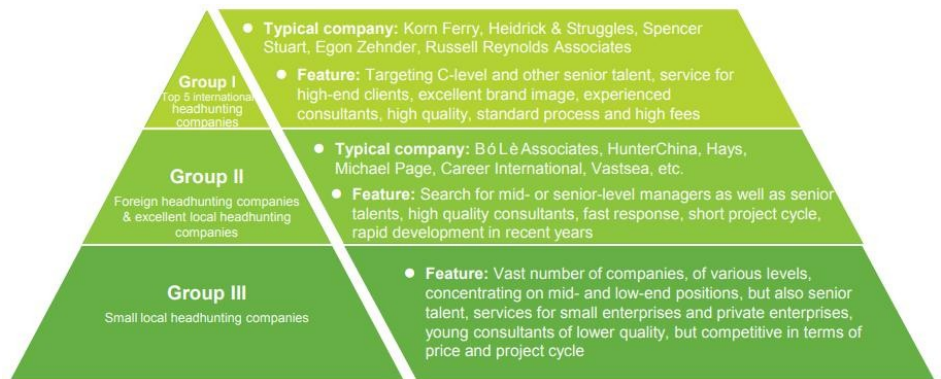 ● Typical company: Korn Ferry, Heidrick & Struggles, Spencer
Stuart, Egon Zehnder, Russell Reynolds Associates
Group I
Top 5 international
headhunting
companies
● Feature: Targeting C-level and other senior talent, service for
high-end clients, excellent brand image, experienced
consultants, high quality, standard process and high fees
● Typical company: BóLè Associates, HunterChina, Hays,
Michael Page, Career International, Vastsea, etc.
Group II
Foreign headhunting companies
& excellent local headhunting
companies
● Feature: Search for mid- or senior-level managers as well as senior
talents, high quality consultants, fast response, short project cycle,
rapid development in recent years
Group III
Small local headhunting companies
● Feature: Vast number of companies, of various levels,
concentrating on mid- and low-end positions, but also senior
talent, services for small enterprises and private enterprises,
young consultants of lower quality, but competitive in terms of
price and project cycle